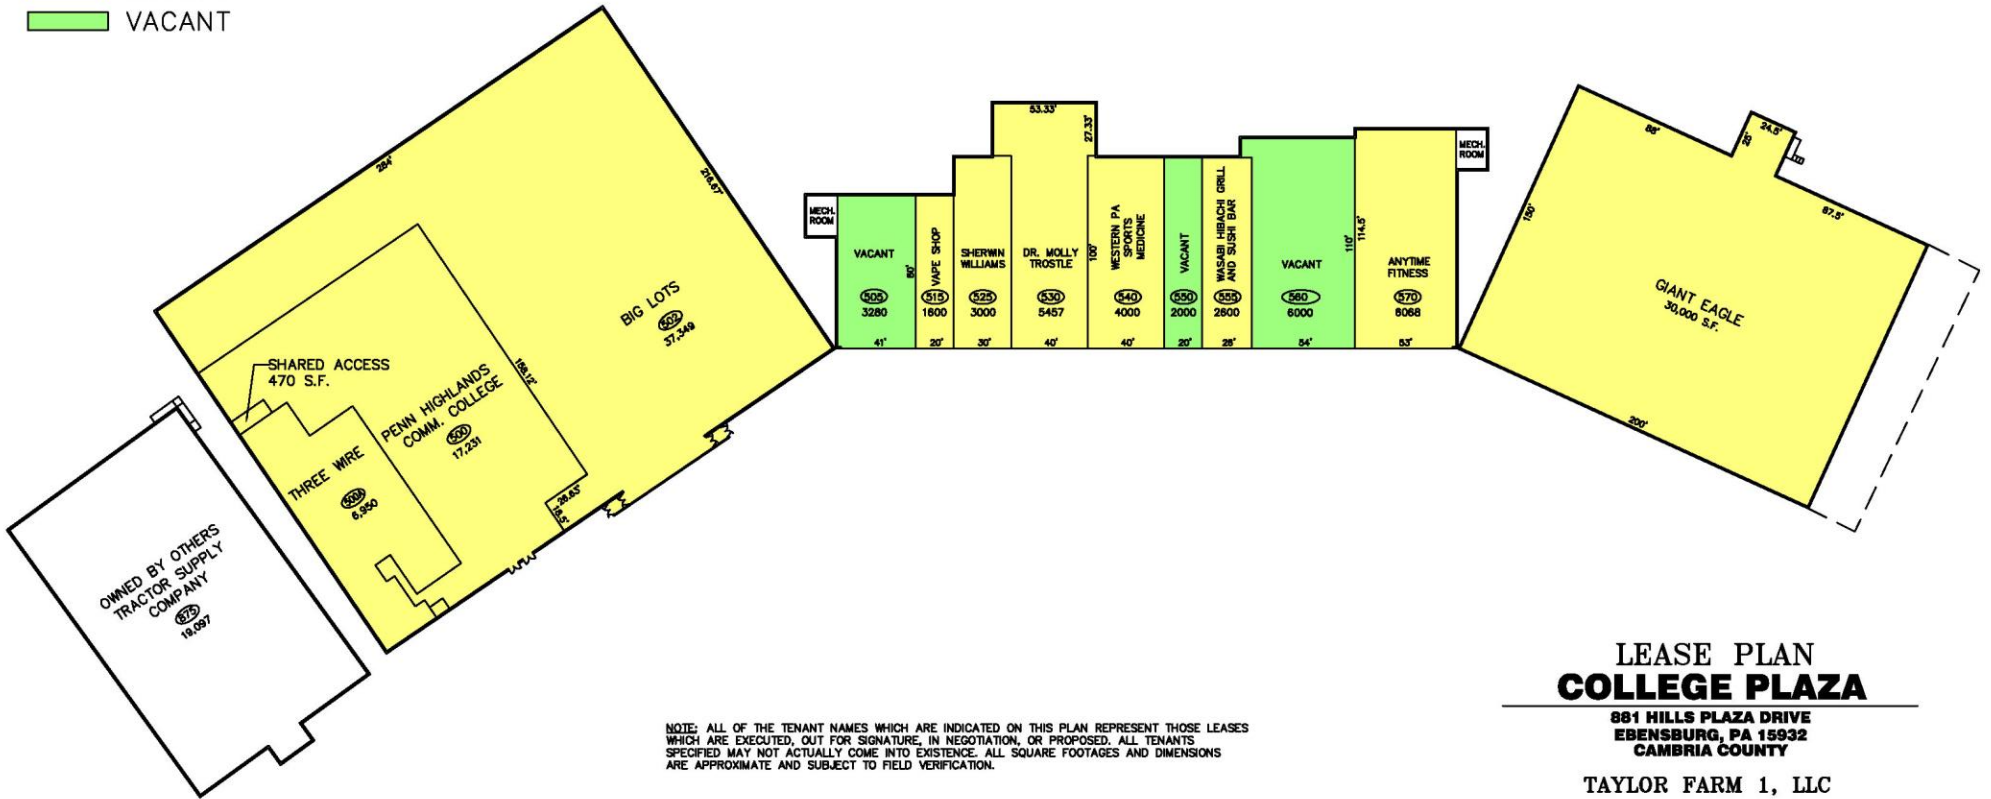 VACANT
284'
216.67'
BIG LOTS
502
37,349
SHARED ACCESS
470 S.F.
158.12'
PENN HIGHLANDS
COMM. COLLEGE
500
17,231
THREE WIRE
500A
6,950
26.63'
18.5'
OWNED BY OTHERS
TRACTOR SUPPLY
COMPANY
875
19,097
MECH.
ROOM
VACANT
505
3280
41'
80'
VAPE SHOP
515
1600
20'
SHERWIN
WILLIAMS
525
3000
30'
53.33'
27.33'
DR. MOLLY
TROSTLE
530
5457
40'
100'
WESTERN PA
SPORTS
MEDICINE
540
4000
40'
VACANT
550
2000
20'
WASABI HIBACHI GRILL
AND SUSHI BAR
555
2600
26'
VACANT
560
6000
54'
110'
114.5'
ANYTIME
FITNESS
570
6068
53'
MECH.
ROOM
88'
25'
24.5'
87.5'
150'
GIANT EAGLE
30,000 S.F.
200'
NOTE: ALL OF THE TENANT NAMES WHICH ARE INDICATED ON THIS PLAN REPRESENT THOSE LEASES
WHICH ARE EXECUTED, OUT FOR SIGNATURE, IN NEGOTIATION, OR PROPOSED. ALL TENANTS
SPECIFIED MAY NOT ACTUALLY COME INTO EXISTENCE. ALL SQUARE FOOTAGES AND DIMENSIONS
ARE APPROXIMATE AND SUBJECT TO FIELD VERIFICATION.
LEASE PLAN
COLLEGE PLAZA
881 HILLS PLAZA DRIVE
EBENSBURG, PA 15932
CAMBRIA COUNTY
TAYLOR FARM 1, LLC